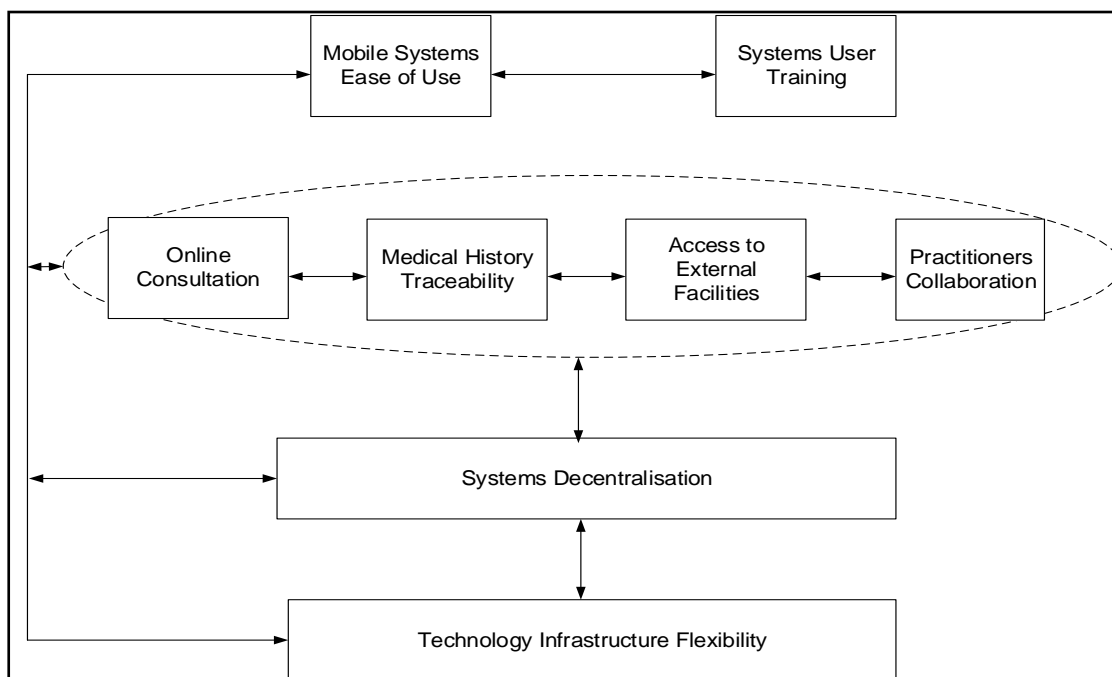 Mobile Systems
Ease of Use
Systems User
Training
Online
Consultation
Medical History
Traceability
Access to
External
Facilities
Practitioners
Collaboration
Systems Decentralisation
Technology Infrastructure Flexibility